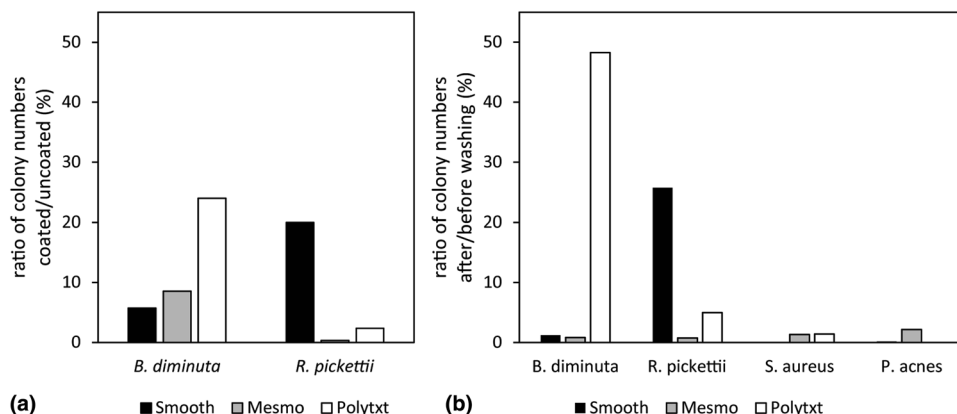 ratio of colony numbers
coated/uncoated (%)
50
40
30
20
10
0
B. diminuta R. pickettii
(a)
Smooth Mesmo Polytxt
ratio of colony numbers
after/before washing (%)
50
40
30
20
10
0
B. diminuta R. pickettii S. aureus P. acnes
(b)
Smooth Mesmo Polytxt